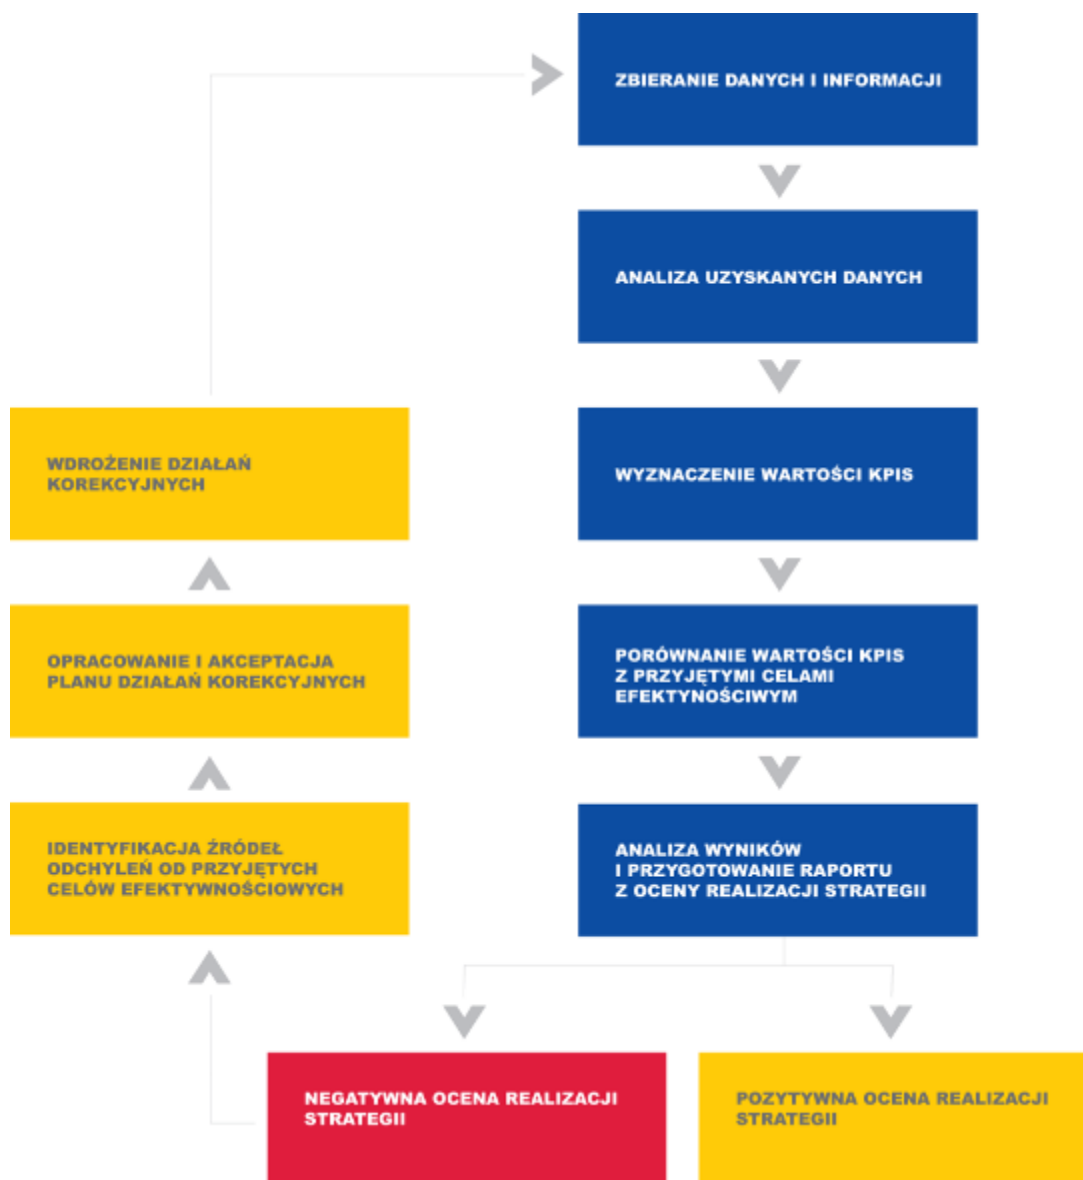 ZBIERANIE DANYCH I INFORMACJI
ANALIZA UZYSKANYCH DANYCH
WYZNACZENIE WARTOŚCI KPIS
PORÓWNANIE WARTOŚCI KPIS
Z PRZYJĘTYMI CELAMI
EFEKTYNOŚCIWYM
ANALIZA WYNIKÓW
I PRZYGOTOWANIE RAPORTU
Z OCENY REALIZACJI STRATEGII
NEGATYWNA OCENA REALIZACJI
STRATEGII
POZYTYWNA OCENA REALIZACJI
STRATEGII
IDENTYFIKACJA ŹRÓDEŁ
ODCHYLEŃ OD PRZYJĘTYCH
CELÓW EFEKTYWNOŚCIOWYCH
OPRACOWANIE I AKCEPTACJA
PLANU DZIAŁAŃ KOREKCYJNYCH
WDROŻENIE DZIAŁAŃ
KOREKCYJNYCH